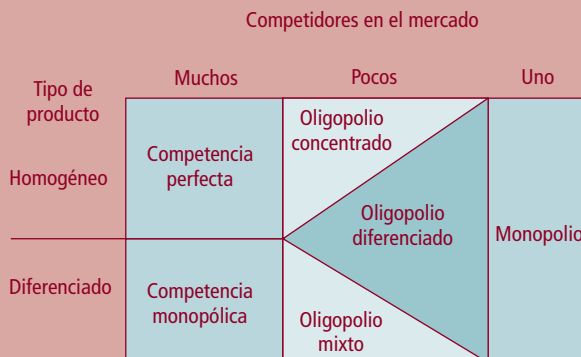 Competidores en el mercado
Muchos Pocos Uno
Tipo de
producto
Homogéneo
Diferenciado
Competencia
perfecta
Oligopolio
concentrado
Oligopolio
diferenciado
Monopolio
Competencia
monopólica
Oligopolio
mixto